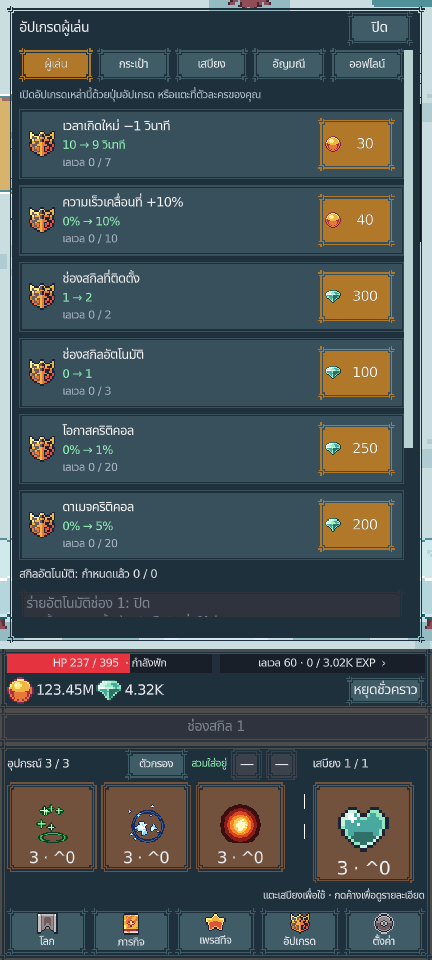 อัปเกรดผู้เล่น
ปิด
ผู้เล่น
กระเป๋า
เสบียง
อัญมณี
ออฟไลน์
เปิดอัปเกรดเหล่านี้ด้วยปุ่มอัปเกรด หรือแตะที่ตัวละครของคุณ
เวลาเกิดใหม่ −1 วินาที
10 → 9 วินาที
เลเวล 0 / 7
30
ความเร็วเคลื่อนที่ +10%
0% → 10%
เลเวล 0 / 10
40
ช่องสกิลที่ติดตั้ง
1 → 2
เลเวล 0 / 2
300
ช่องสกิลอัตโนมัติ
0 → 1
เลเวล 0 / 3
100
โอกาสคริติคอล
0% → 1%
เลเวล 0 / 20
250
ดาเมจคริติคอล
0% → 5%
เลเวล 0 / 20
200
สกิลอัตโนมัติ: กำหนดแล้ว 0 / 0
ร่ายอัตโนมัติช่อง 1: ปิด
HP 237 / 395 · กำลังพัก
เลเวล 60 · 0 / 3.02K EXP ›
123.45M
4.32K
หยุดชั่วคราว
ช่องสกิล 1
อุปกรณ์ 3 / 3
ตัวกรอง
สวมใส่อยู่
—
—
เสบียง 1 / 1
3 · ^0
3 · ^0
3 · ^0
3 · ^0
แตะเสบียงเพื่อใช้ · กดค้างเพื่อดูรายละเอียด
โลก
ภารกิจ
เพรสทีจ
อัปเกรด
ตั้งค่า